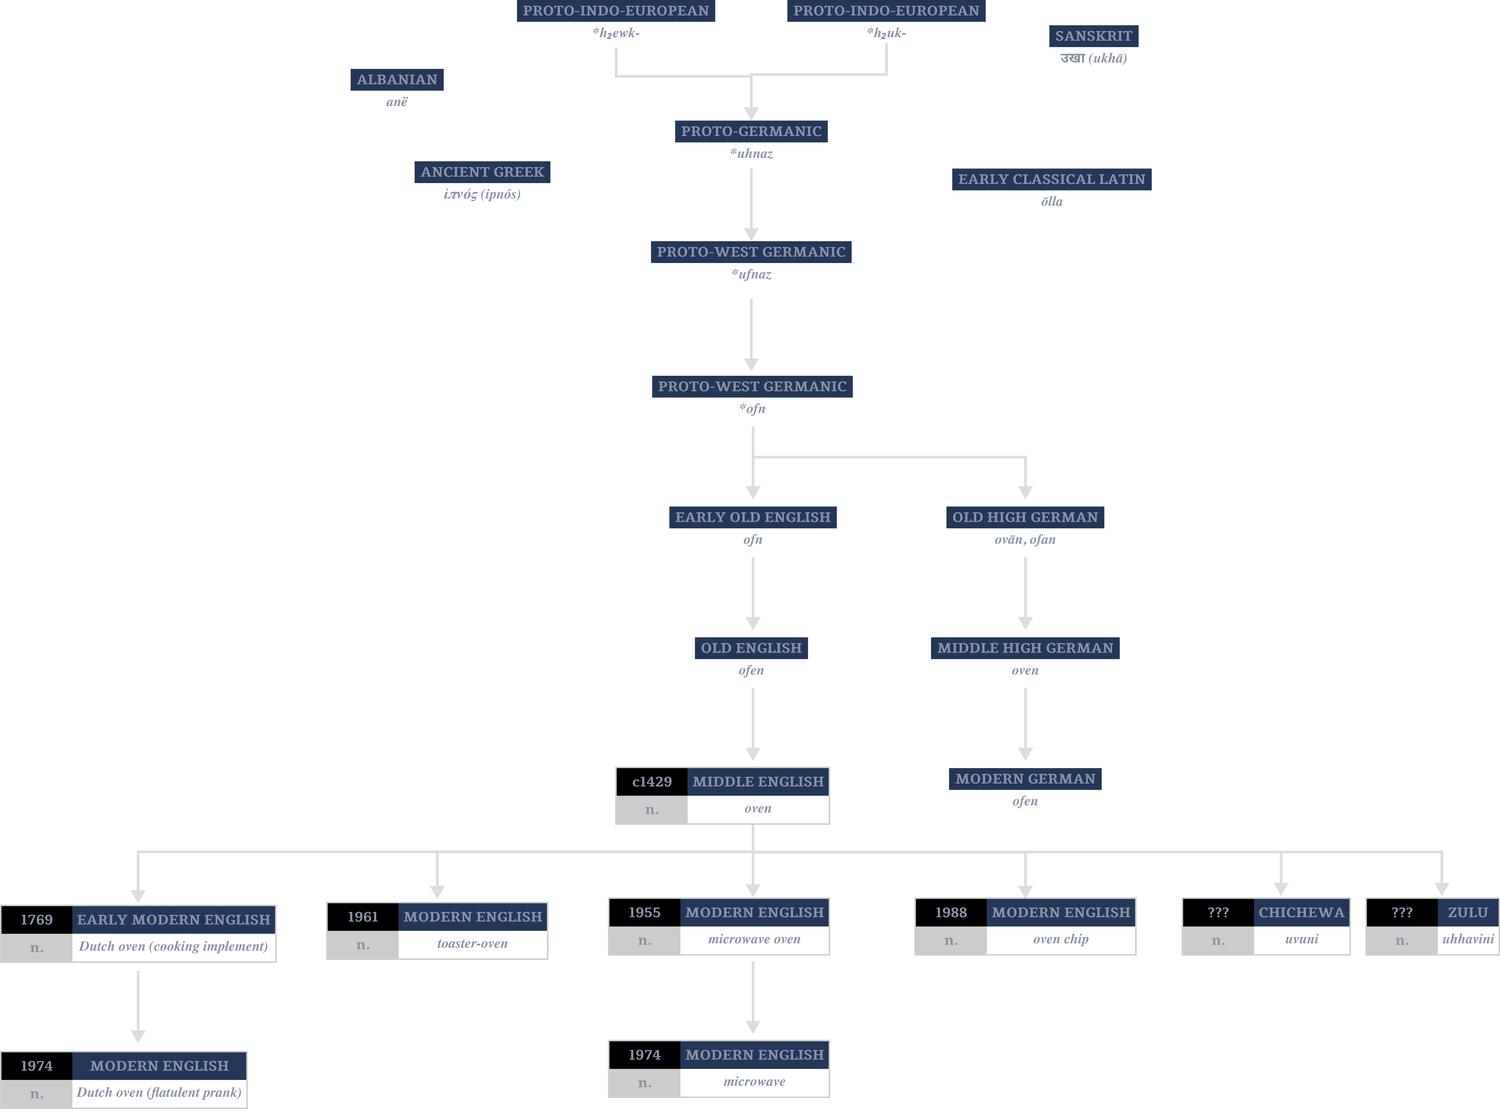 PROTO-INDO-EUROPEAN
*h₂ewk-
PROTO-INDO-EUROPEAN
*h₂uk-
SANSKRIT
उखा (ukhā)
ALBANIAN
anë
PROTO-GERMANIC
*uhnaz
ANCIENT GREEK
ἰπνός (ipnós)
EARLY CLASSICAL LATIN
ōlla
PROTO-WEST GERMANIC
*ufnaz
PROTO-WEST GERMANIC
*ofn
EARLY OLD ENGLISH
ofn
OLD HIGH GERMAN
ovān, ofan
OLD ENGLISH
ofen
MIDDLE HIGH GERMAN
oven
c1429 MIDDLE ENGLISH
n. oven
MODERN GERMAN
ofen
1769 EARLY MODERN ENGLISH
n. Dutch oven (cooking implement)
1961 MODERN ENGLISH
n. toaster-oven
1955 MODERN ENGLISH
n. microwave oven
1988 MODERN ENGLISH
n. oven chip
??? CHICHEWA
n. uvuni
??? ZULU
n. uhhavini
1974 MODERN ENGLISH
n. Dutch oven (flatulent prank)
1974 MODERN ENGLISH
n. microwave